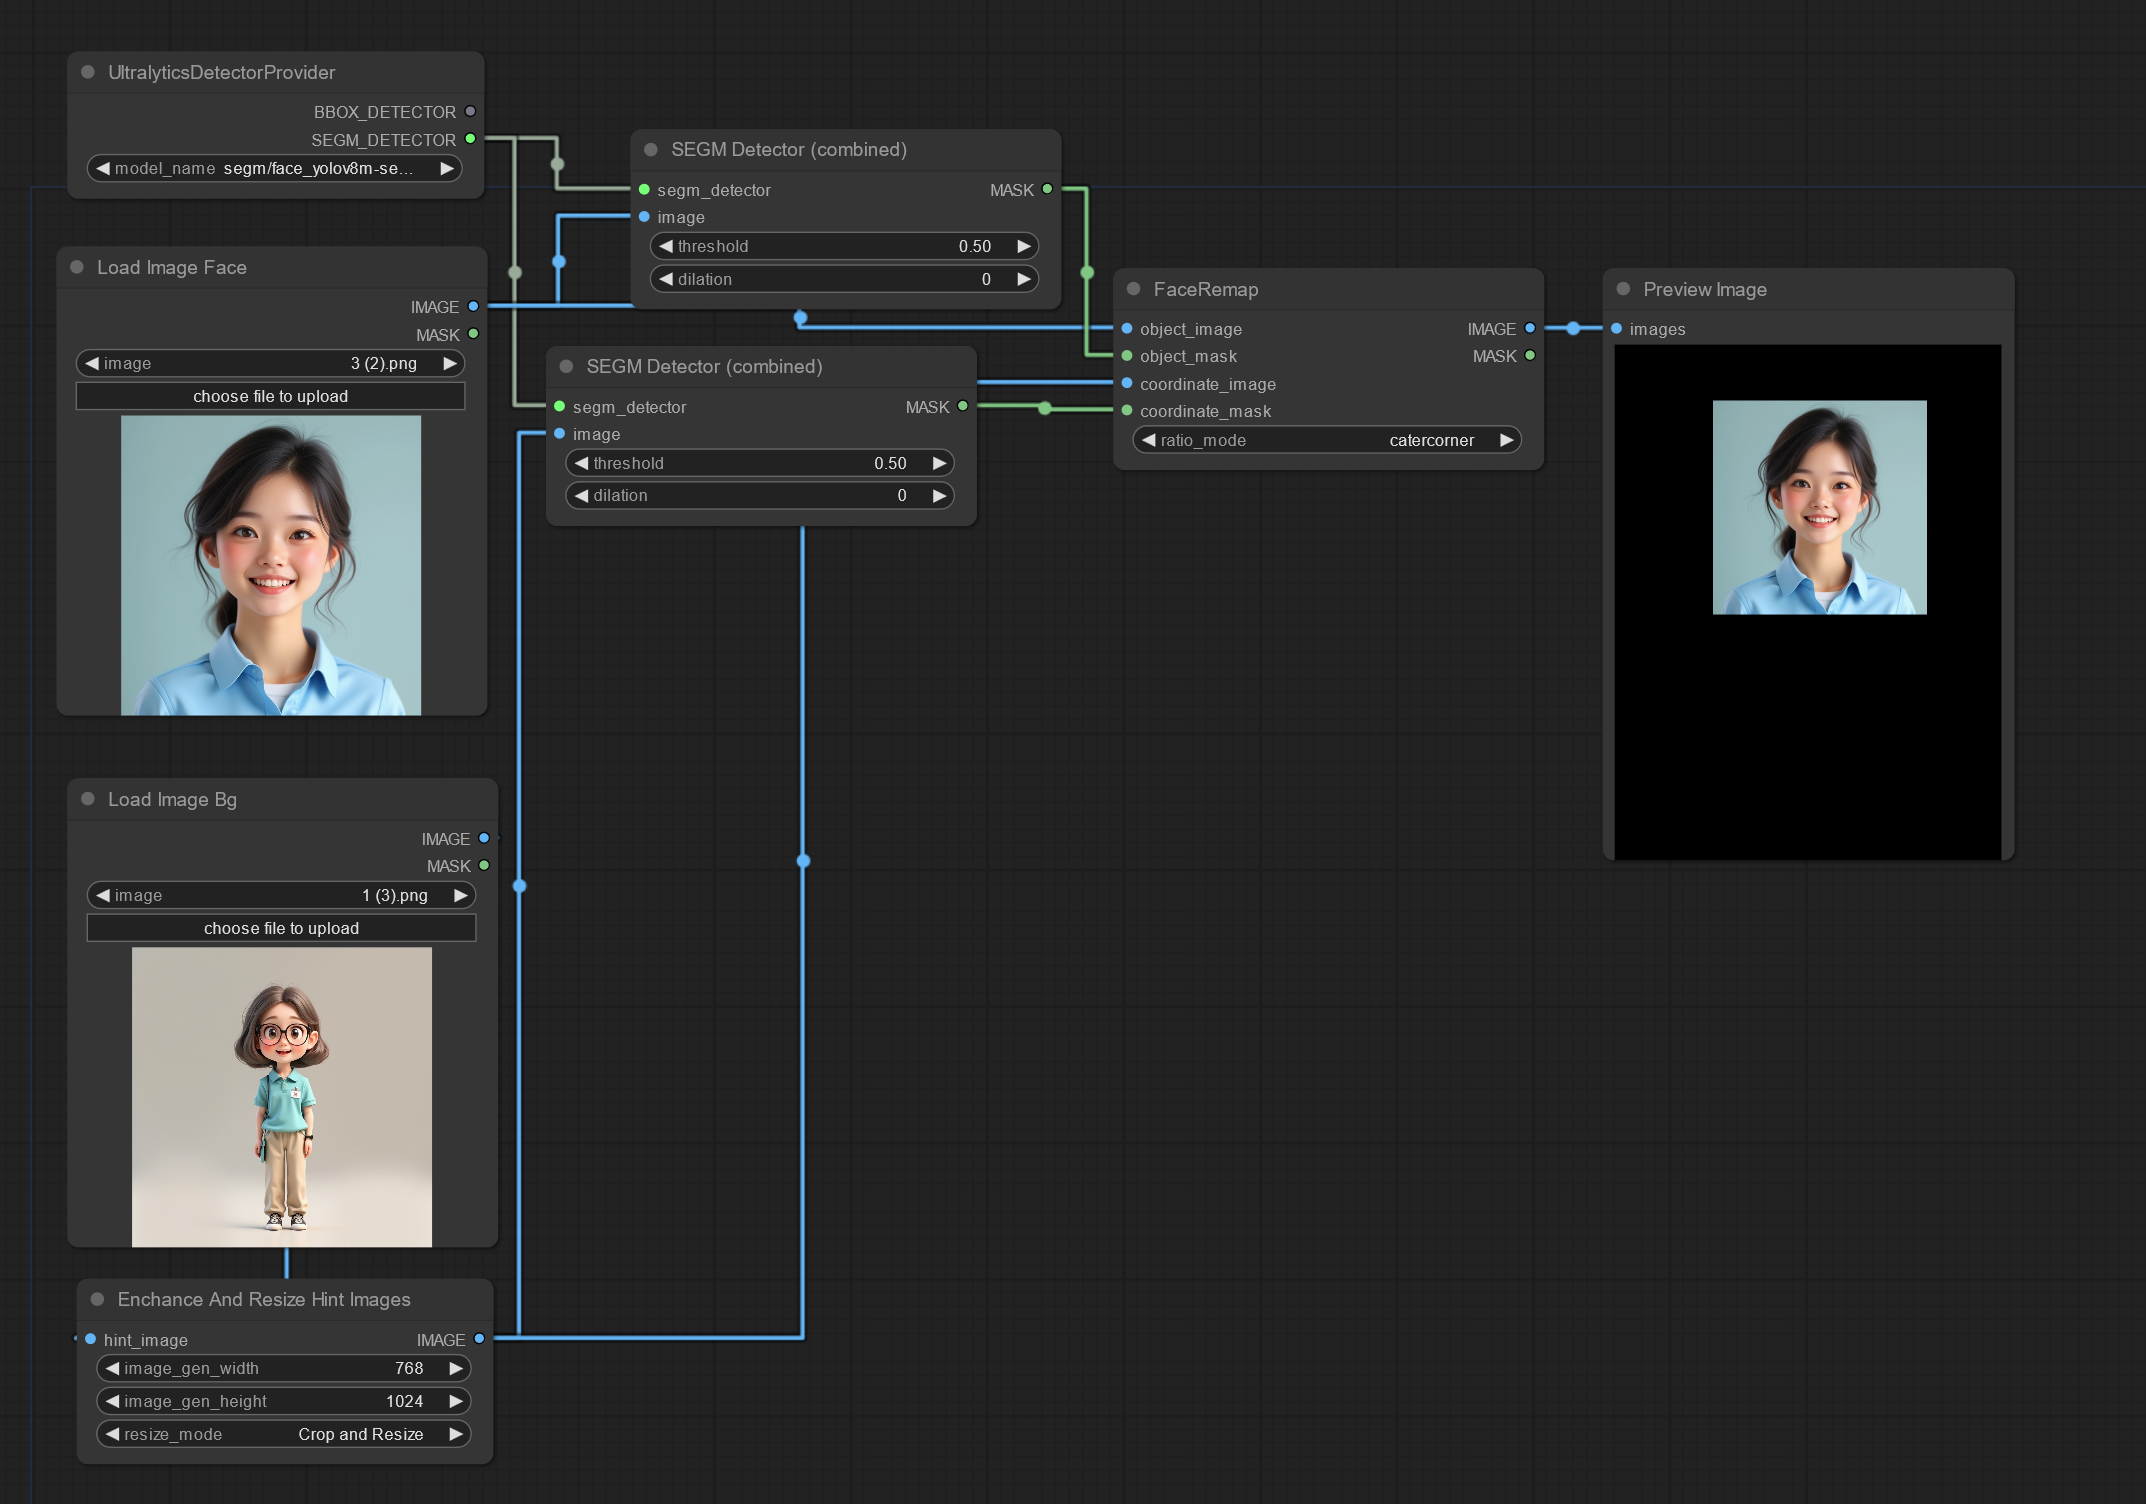 UltralyticsDetectorProvider
BBOX_DETECTOR
SEGM_DETECTOR
model_name segm/face_yolov8m-se...
Load Image Face
IMAGE
MASK
image 3 (2).png
choose file to upload
SEGM Detector (combined)
segm_detector MASK
image
threshold 0.50
dilation 0
SEGM Detector (combined)
segm_detector MASK
image
threshold 0.50
dilation 0
FaceRemap
object_image IMAGE
object_mask MASK
coordinate_image
coordinate_mask
ratio_mode catercorner
Preview Image
images
Load Image Bg
IMAGE
MASK
image 1 (3).png
choose file to upload
Enchance And Resize Hint Images
hint_image IMAGE
image_gen_width 768
image_gen_height 1024
resize_mode Crop and Resize